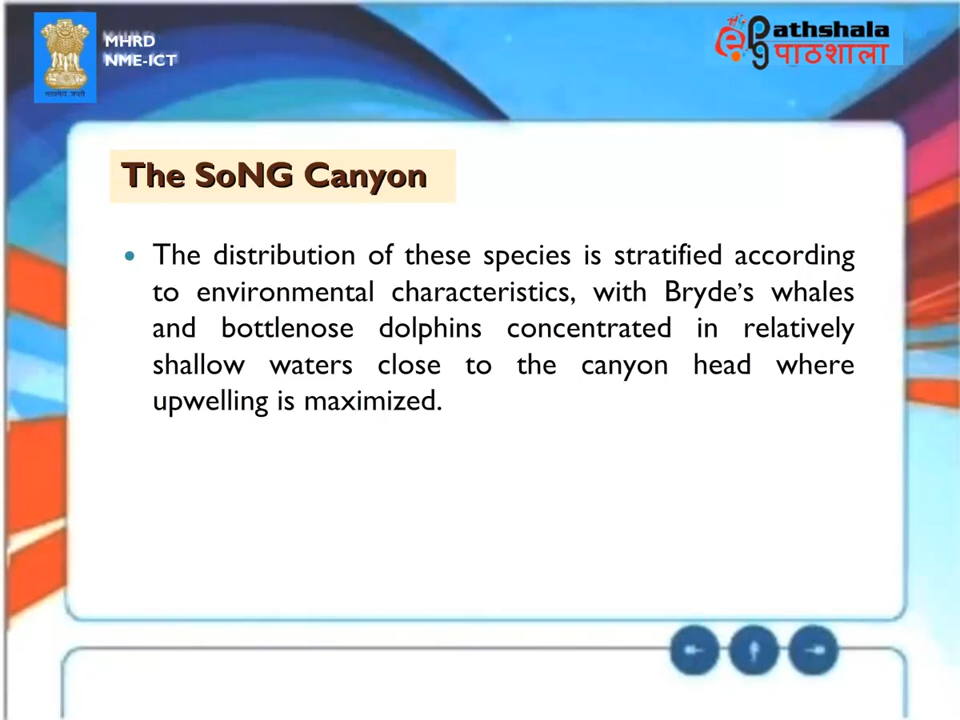 MHRD
NME-ICT
Pathshala
पाठशाला
The SoNG Canyon
• The distribution of these species is stratified according
to environmental characteristics, with Bryde's whales
and bottlenose dolphins concentrated in relatively
shallow waters close to the canyon head where
upwelling is maximized.